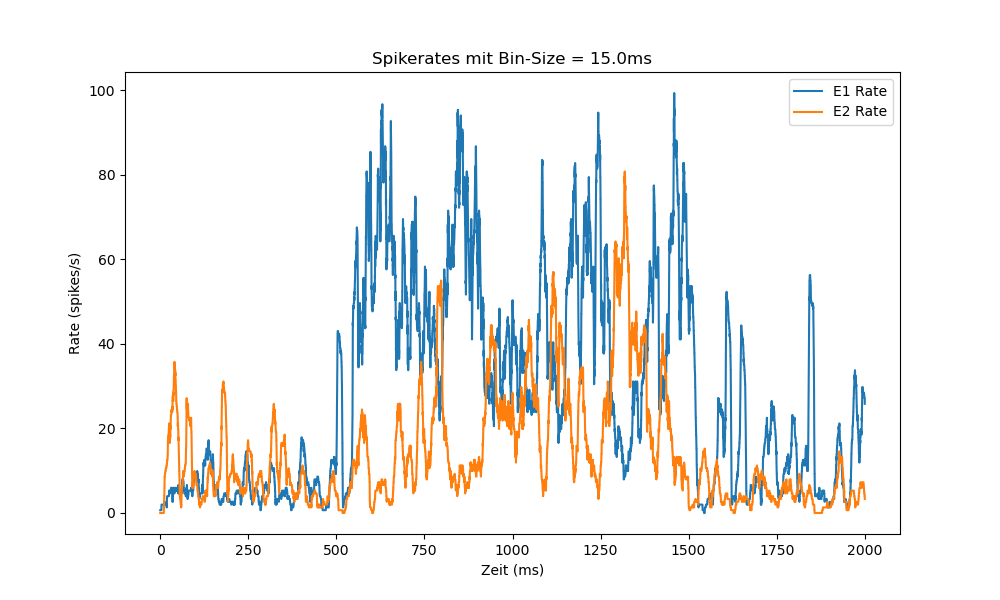 Spikerates mit Bin-Size = 15.0ms
E1 Rate
E2 Rate
Rate (spikes/s)
100
80
60
40
20
0
0 250 500 750 1000 1250 1500 1750 2000
Zeit (ms)